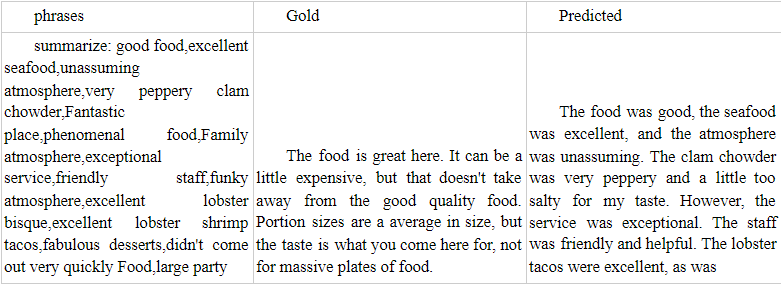 phrases
Gold
Predicted
summarize: good food,excellent
seafood,unassuming
atmosphere,very peppery clam
chowder,Fantastic
place,phenomenal food,Family
atmosphere,exceptional
service,friendly staff,funky
atmosphere,excellent lobster
bisque,excellent lobster shrimp
tacos,fabulous desserts,didn't come
out very quickly Food,large party
The food is great here. It can be a
little expensive, but that doesn't take
away from the good quality food.
Portion sizes are a average in size, but
the taste is what you come here for, not
for massive plates of food.
The food was good, the seafood
was excellent, and the atmosphere
was unassuming. The clam chowder
was very peppery and a little too
salty for my taste. However, the
service was exceptional. The staff
was friendly and helpful. The lobster
tacos were excellent, as was